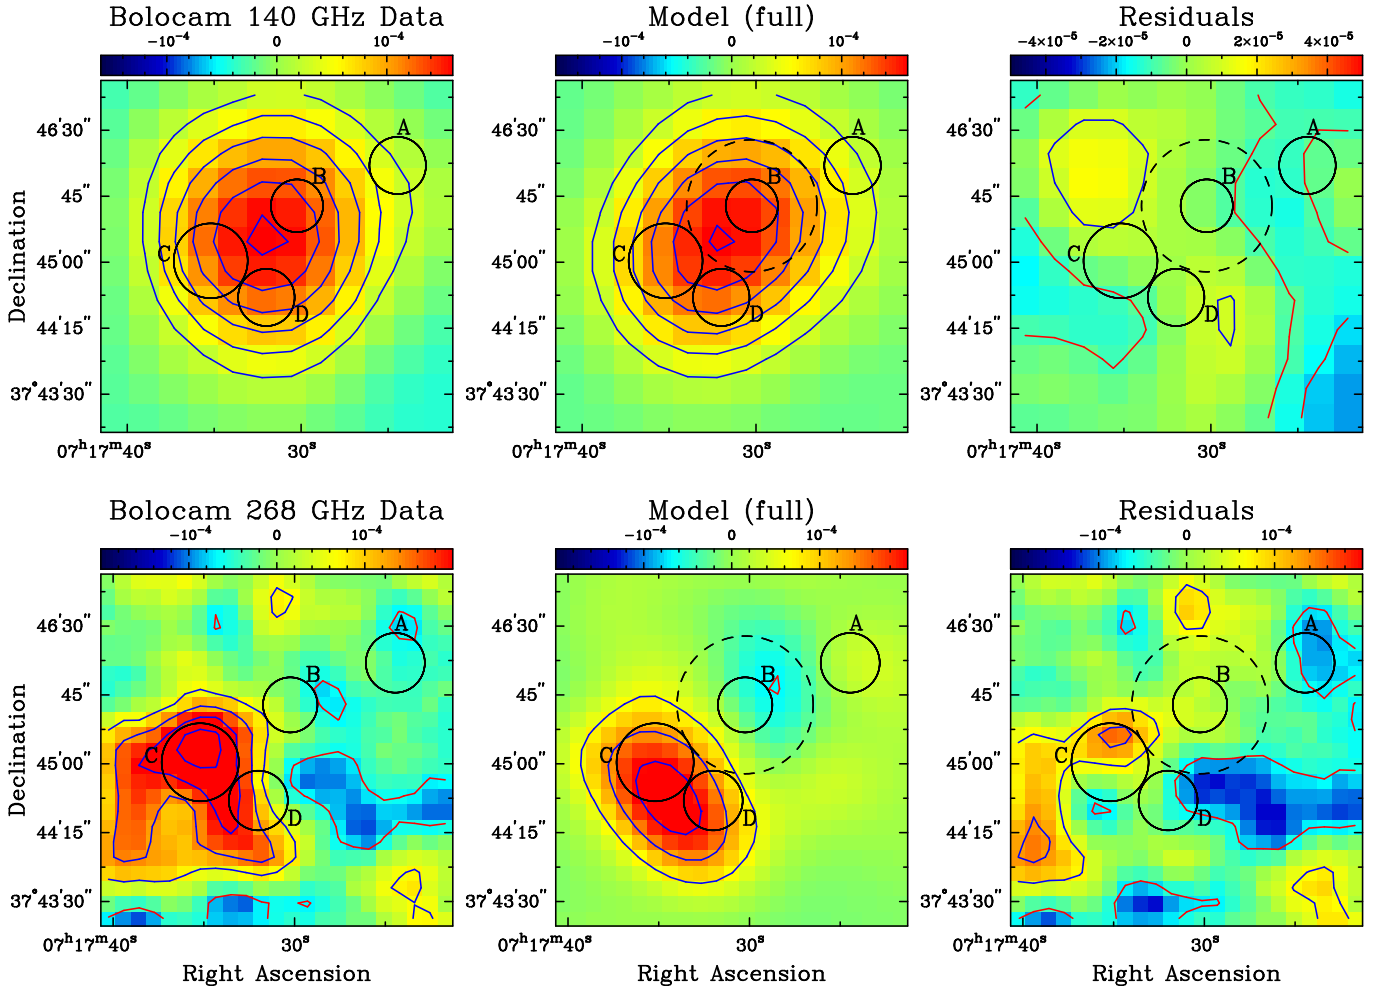 Bolocam 140 GHz Data
Model (full)
Residuals
−10⁻⁴ 0 10⁻⁴
−10⁻⁴ 0 10⁻⁴
−4×10⁻⁵ −2×10⁻⁵ 0 2×10⁻⁵ 4×10⁻⁵
Declination
46'30"
45"
45'00"
44'15"
37°43'30"
A
B
C
D
07ʰ17ᵐ40ˢ 30ˢ
46'30"
45"
45'00"
44'15"
37°43'30"
A
B
C
D
07ʰ17ᵐ40ˢ 30ˢ
46'30"
45"
45'00"
44'15"
37°43'30"
A
B
C
D
07ʰ17ᵐ40ˢ 30ˢ
Bolocam 268 GHz Data
Model (full)
Residuals
−10⁻⁴ 0 10⁻⁴
−10⁻⁴ 0 10⁻⁴
−10⁻⁴ 0 10⁻⁴
Declination
46'30"
45"
45'00"
44'15"
37°43'30"
A
B
C
D
07ʰ17ᵐ40ˢ 30ˢ
Right Ascension
46'30"
45"
45'00"
44'15"
37°43'30"
A
B
C
D
07ʰ17ᵐ40ˢ 30ˢ
Right Ascension
46'30"
45"
45'00"
44'15"
37°43'30"
A
B
C
D
07ʰ17ᵐ40ˢ 30ˢ
Right Ascension